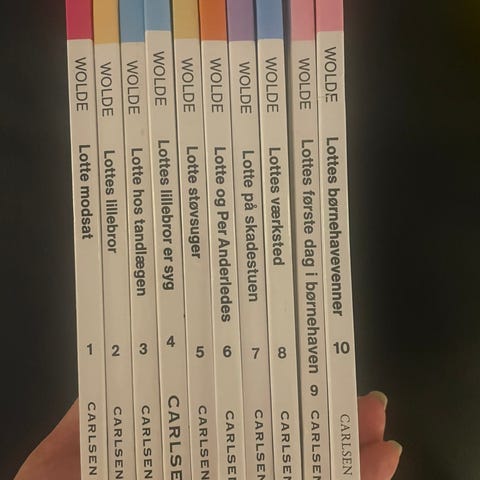 WOLDE Lotte modsat 1 CARLSEN
WOLDE Lottes lillebror 2 CARLSEN
WOLDE Lotte hos tandlægen 3 CARLSEN
WOLDE Lottes lillebror er syg 4 CARLSE
WOLDE Lotte støvsuger 5 CARLSEN
WOLDE Lotte og Per Anderledes 6 CARLSEN
WOLDE Lotte på skadestuen 7 CARLSEN
WOLDE Lottes værksted 8 CARLSEN
WOLDE Lottes første dag i børnehaven 9 CARLSEN
WOLDE Lottes børnehavevenner 10 CARLSEN